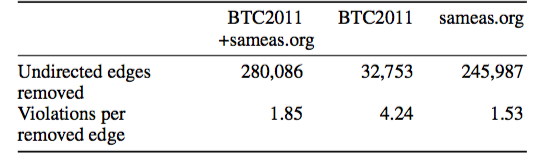 BTC2011 BTC2011 sameas.org
+sameas.org
Undirected edges 280,086 32,753 245,987
removed
Violations per 1.85 4.24 1.53
removed edge